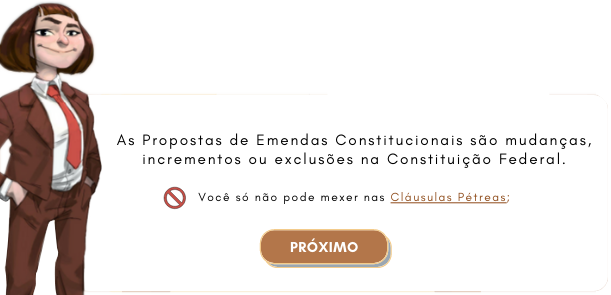 As Propostas de Emendas Constitucionais são mudanças,
incrementos ou exclusões na Constituição Federal.
Você só não pode mexer nas Cláusulas Pétreas;
PRÓXIMO